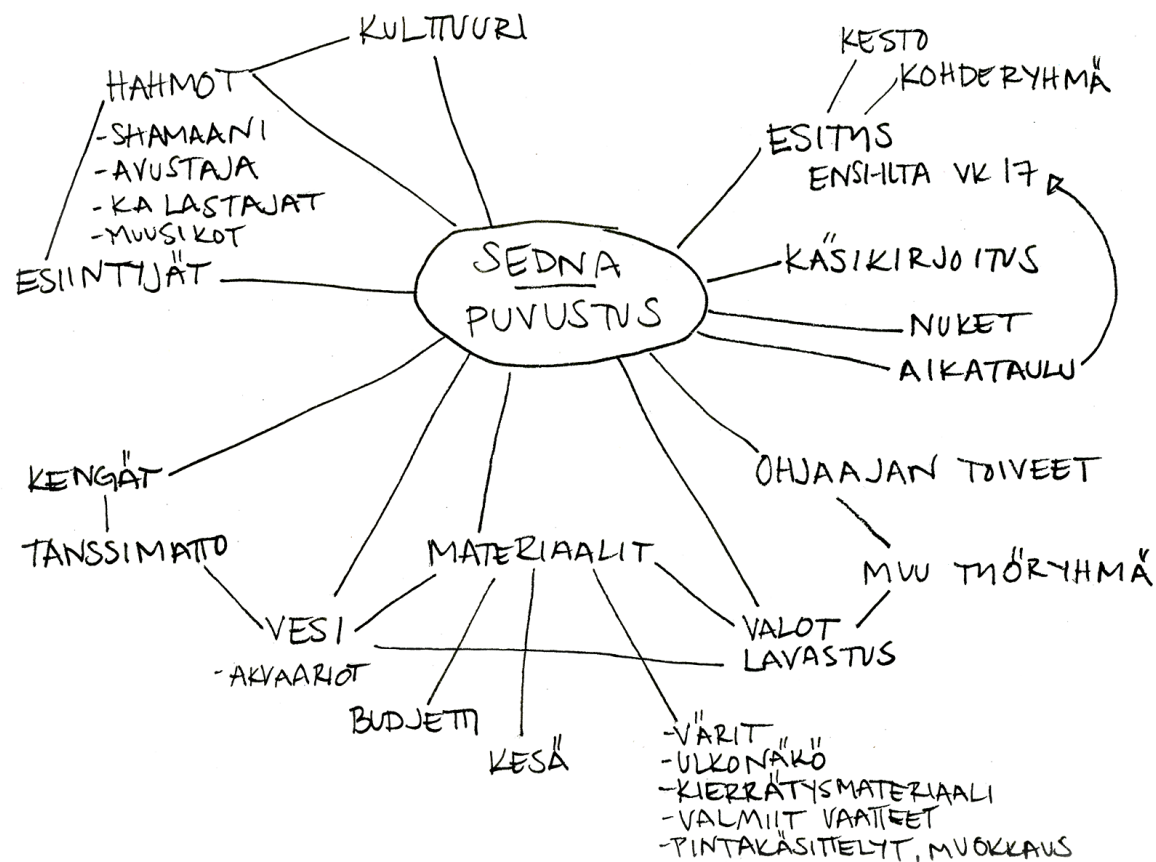 KULTTUURI
HAHMOT
-SHAMAANI
-AVUSTAJA
-KALASTAJAT
-MUUSIKOT
ESIINTYJÄT
KESTO
KOHDERYHMÄ
ESITYS
ENSI-ILTA VK 17
SEDNA
PUVUSTUS
KÄSIKIRJOITUS
NUKET
AIKATAULU
KENGÄT
TANSSIMATTO
VESI
-AKVAARIOT
MATERIAALIT
OHJAAJAN TOIVEET
MUU TYÖRYHMÄ
VALOT
LAVASTUS
BUDJETTI
KESÄ
-VÄRIT
-ULKONÄKÖ
-KIERRÄTYSMATERIAALI
-VALMIIT VAATTEET
-PINTAKÄSITTELYT, MUOKKAUS